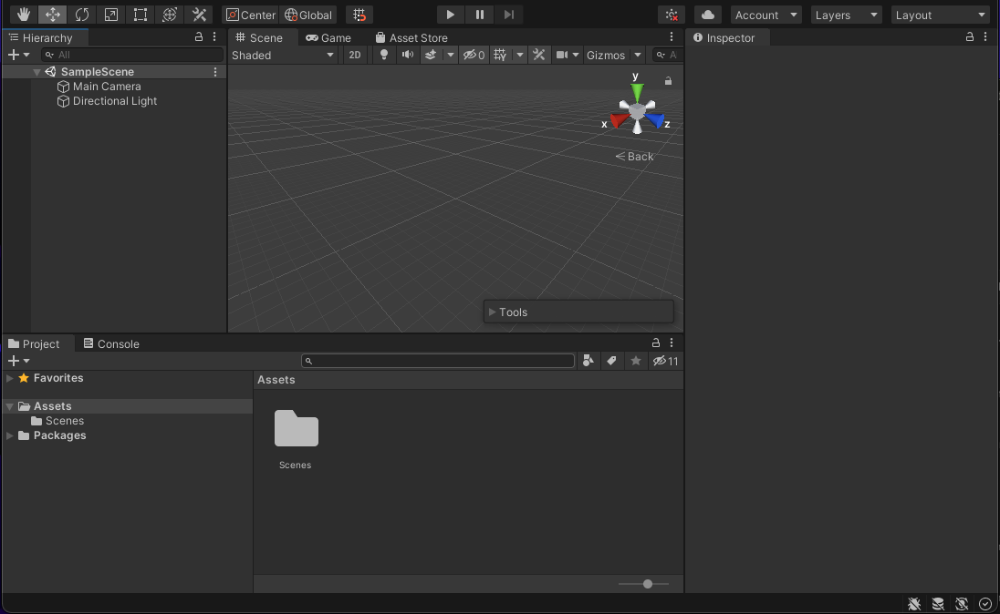 Center Global Account Layers Layout
Hierarchy Scene Game Asset Store Inspector
All Shaded 2D 0 Gizmos A
SampleScene
Main Camera
Directional Light
y
x z
Back
Tools
Project Console
11
Favorites Assets
Assets
Scenes
Packages
Scenes